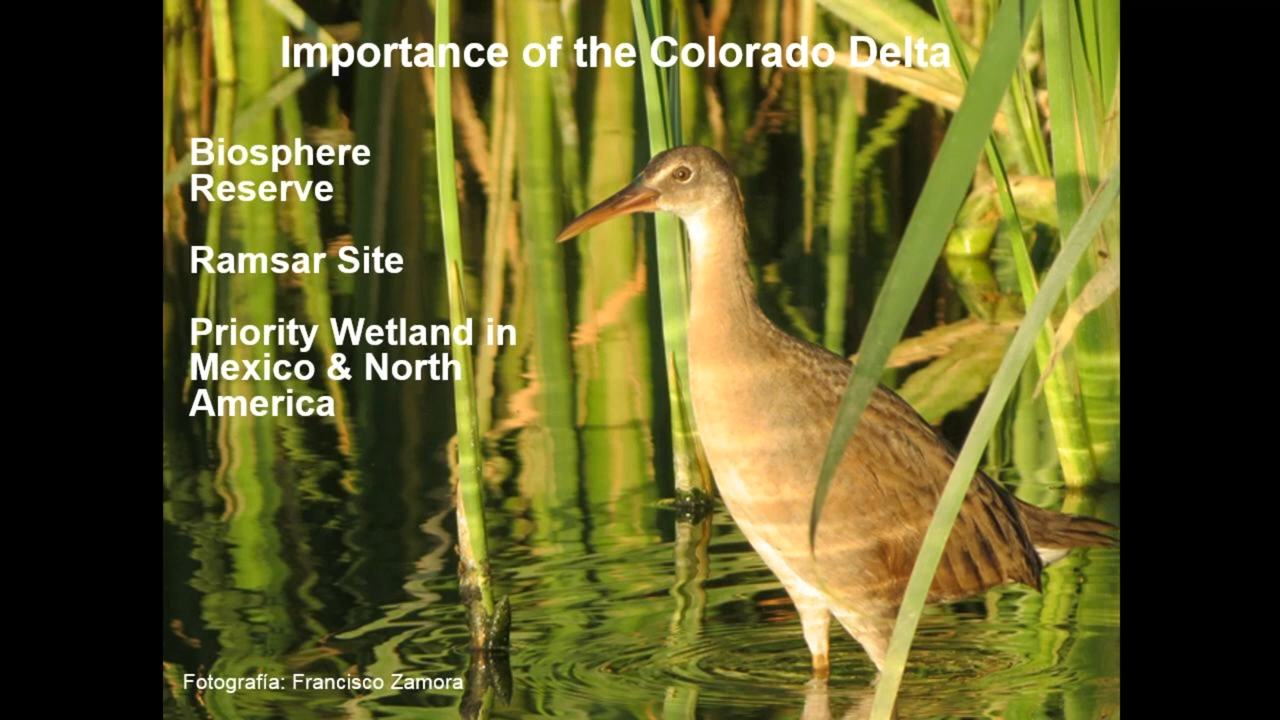 Importance of the Colorado Delta
Biosphere
Reserve
Ramsar Site
Priority Wetland in
Mexico & North
America
Fotografía: Francisco Zamora